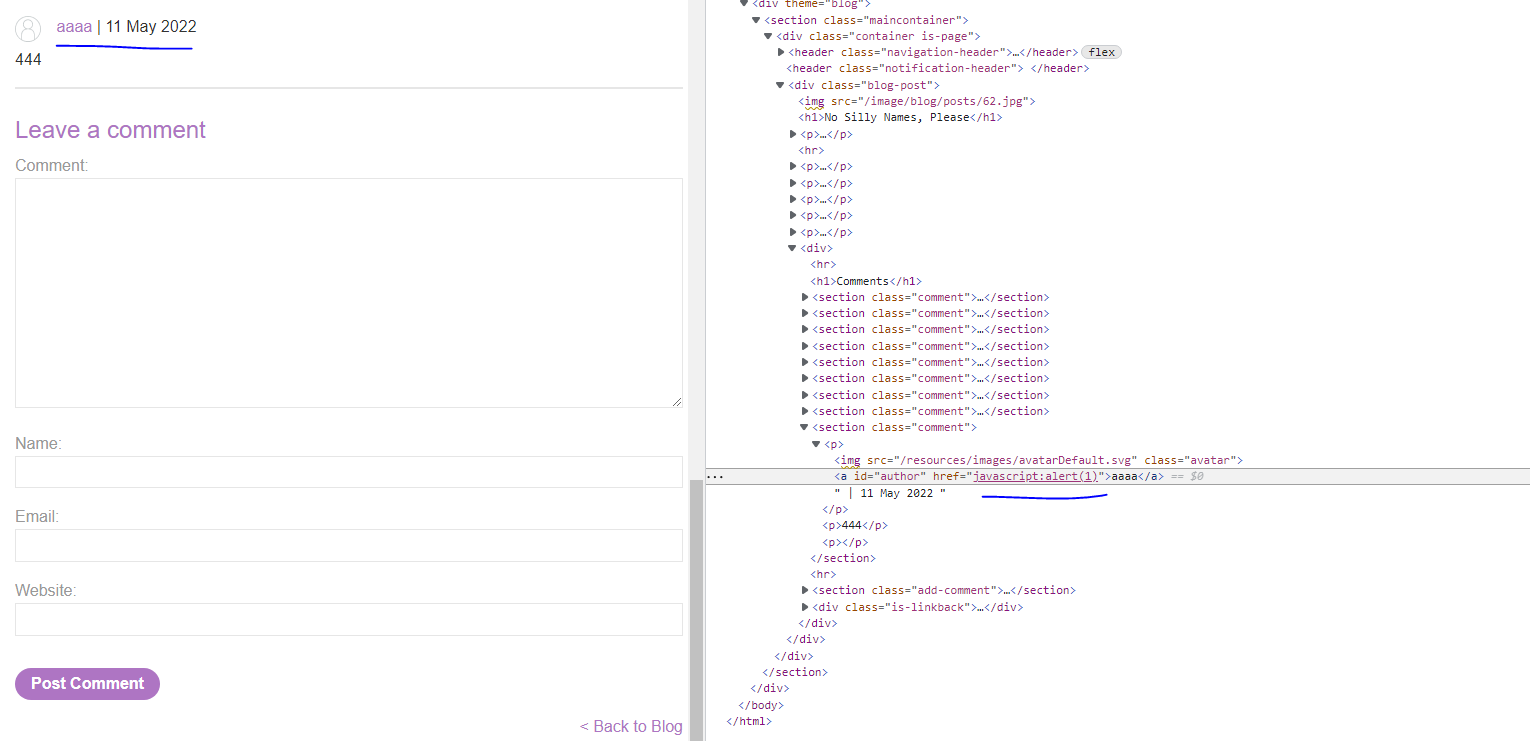 aaaa | 11 May 2022
444
Leave a comment
Comment:
Name:
Email:
Website:
Post Comment
< Back to Blog
▼<div theme="blog">
▼<section class="maincontainer">
▼<div class="container is-page">
▶<header class="navigation-header">…</header> flex
<header class="notification-header"> </header>
▼<div class="blog-post">
<img src="/image/blog/posts/62.jpg">
<h1>No Silly Names, Please</h1>
▶<p>…</p>
<hr>
▶<p>…</p>
▶<p>…</p>
▶<p>…</p>
▶<p>…</p>
▶<p>…</p>
▼<div>
<hr>
<h1>Comments</h1>
▶<section class="comment">…</section>
▶<section class="comment">…</section>
▶<section class="comment">…</section>
▶<section class="comment">…</section>
▶<section class="comment">…</section>
▶<section class="comment">…</section>
▶<section class="comment">…</section>
▶<section class="comment">…</section>
▼<section class="comment">
▼<p>
<img src="/resources/images/avatarDefault.svg" class="avatar">
... <a id="author" href="javascript:alert(1)">aaaa</a> == $0
" | 11 May 2022 "
</p>
<p>444</p>
<p></p>
</section>
<hr>
▶<section class="add-comment">…</section>
▶<div class="is-linkback">…</div>
</div>
</div>
</div>
</section>
</div>
</body>
</html>